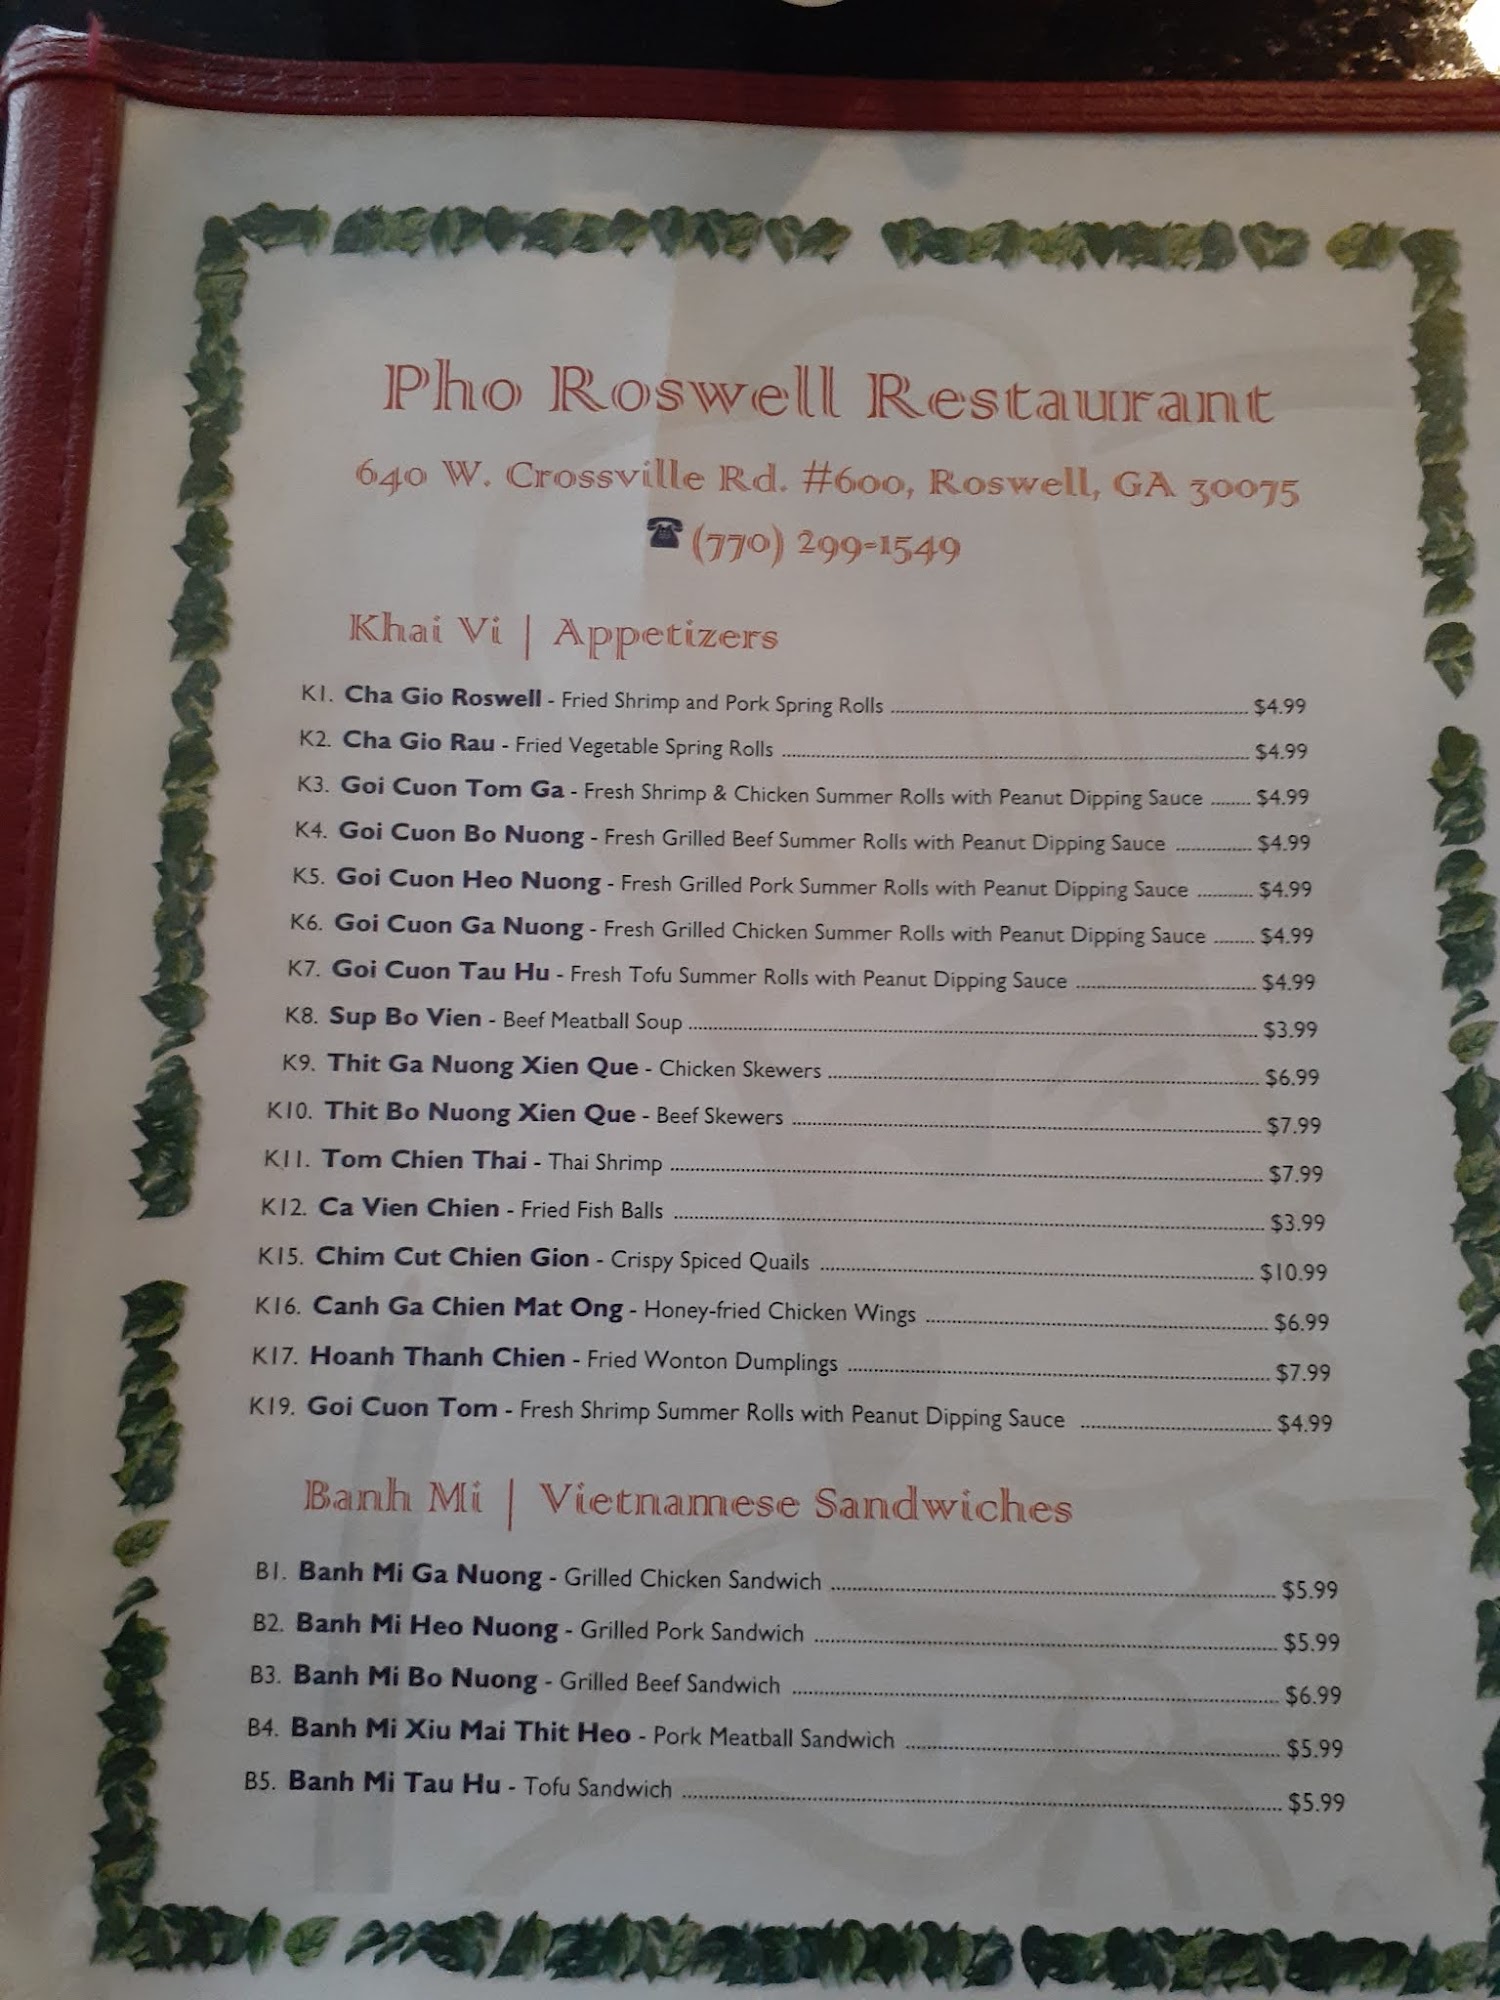 Pho Roswell Restaurant
640 W. Crossville Rd. #600, Roswell, GA 30075
(770) 299-1549
Khai Vi | Appetizers
K1. Cha Gio Roswell - Fried Shrimp and Pork Spring Rolls $4.99
K2. Cha Gio Rau - Fried Vegetable Spring Rolls $4.99
K3. Goi Cuon Tom Ga - Fresh Shrimp & Chicken Summer Rolls with Peanut Dipping Sauce $4.99
K4. Goi Cuon Bo Nuong - Fresh Grilled Beef Summer Rolls with Peanut Dipping Sauce $4.99
K5. Goi Cuon Heo Nuong - Fresh Grilled Pork Summer Rolls with Peanut Dipping Sauce $4.99
K6. Goi Cuon Ga Nuong - Fresh Grilled Chicken Summer Rolls with Peanut Dipping Sauce $4.99
K7. Goi Cuon Tau Hu - Fresh Tofu Summer Rolls with Peanut Dipping Sauce $4.99
K8. Sup Bo Vien - Beef Meatball Soup $3.99
K9. Thit Ga Nuong Xien Que - Chicken Skewers $6.99
K10. Thit Bo Nuong Xien Que - Beef Skewers $7.99
K11. Tom Chien Thai - Thai Shrimp $7.99
K12. Ca Vien Chien - Fried Fish Balls $3.99
K15. Chim Cut Chien Gion - Crispy Spiced Quails $10.99
K16. Canh Ga Chien Mat Ong - Honey-fried Chicken Wings $6.99
K17. Hoanh Thanh Chien - Fried Wonton Dumplings $7.99
K19. Goi Cuon Tom - Fresh Shrimp Summer Rolls with Peanut Dipping Sauce $4.99
Banh Mi | Vietnamese Sandwiches
B1. Banh Mi Ga Nuong - Grilled Chicken Sandwich $5.99
B2. Banh Mi Heo Nuong - Grilled Pork Sandwich $5.99
B3. Banh Mi Bo Nuong - Grilled Beef Sandwich $6.99
B4. Banh Mi Xiu Mai Thit Heo - Pork Meatball Sandwich $5.99
B5. Banh Mi Tau Hu - Tofu Sandwich $5.99